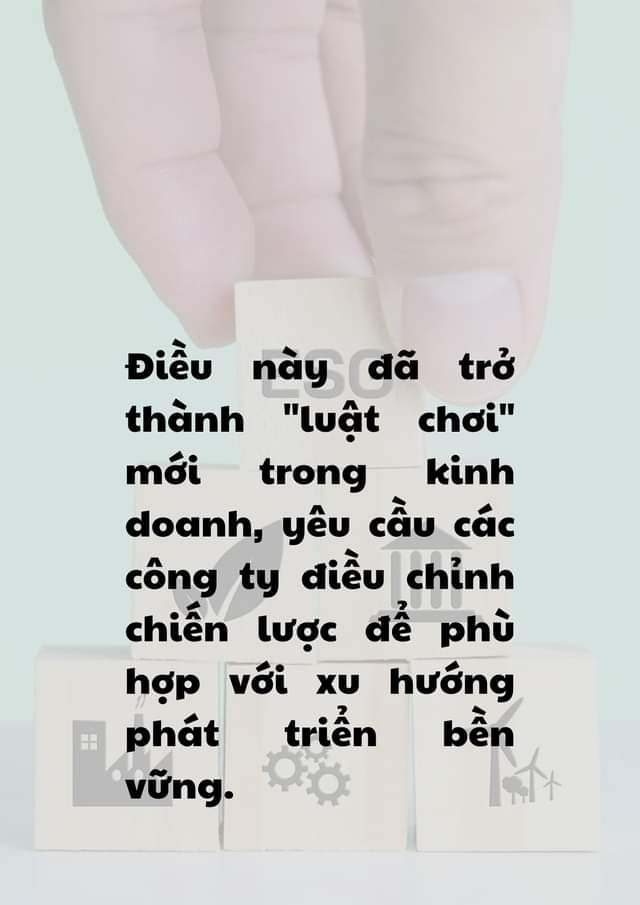 Điều này đã trở
thành "luật chơi"
mới trong kinh
doanh, yêu cầu các
công ty điều chỉnh
chiến lược để phù
hợp với xu hướng
phát triển bền
vững.